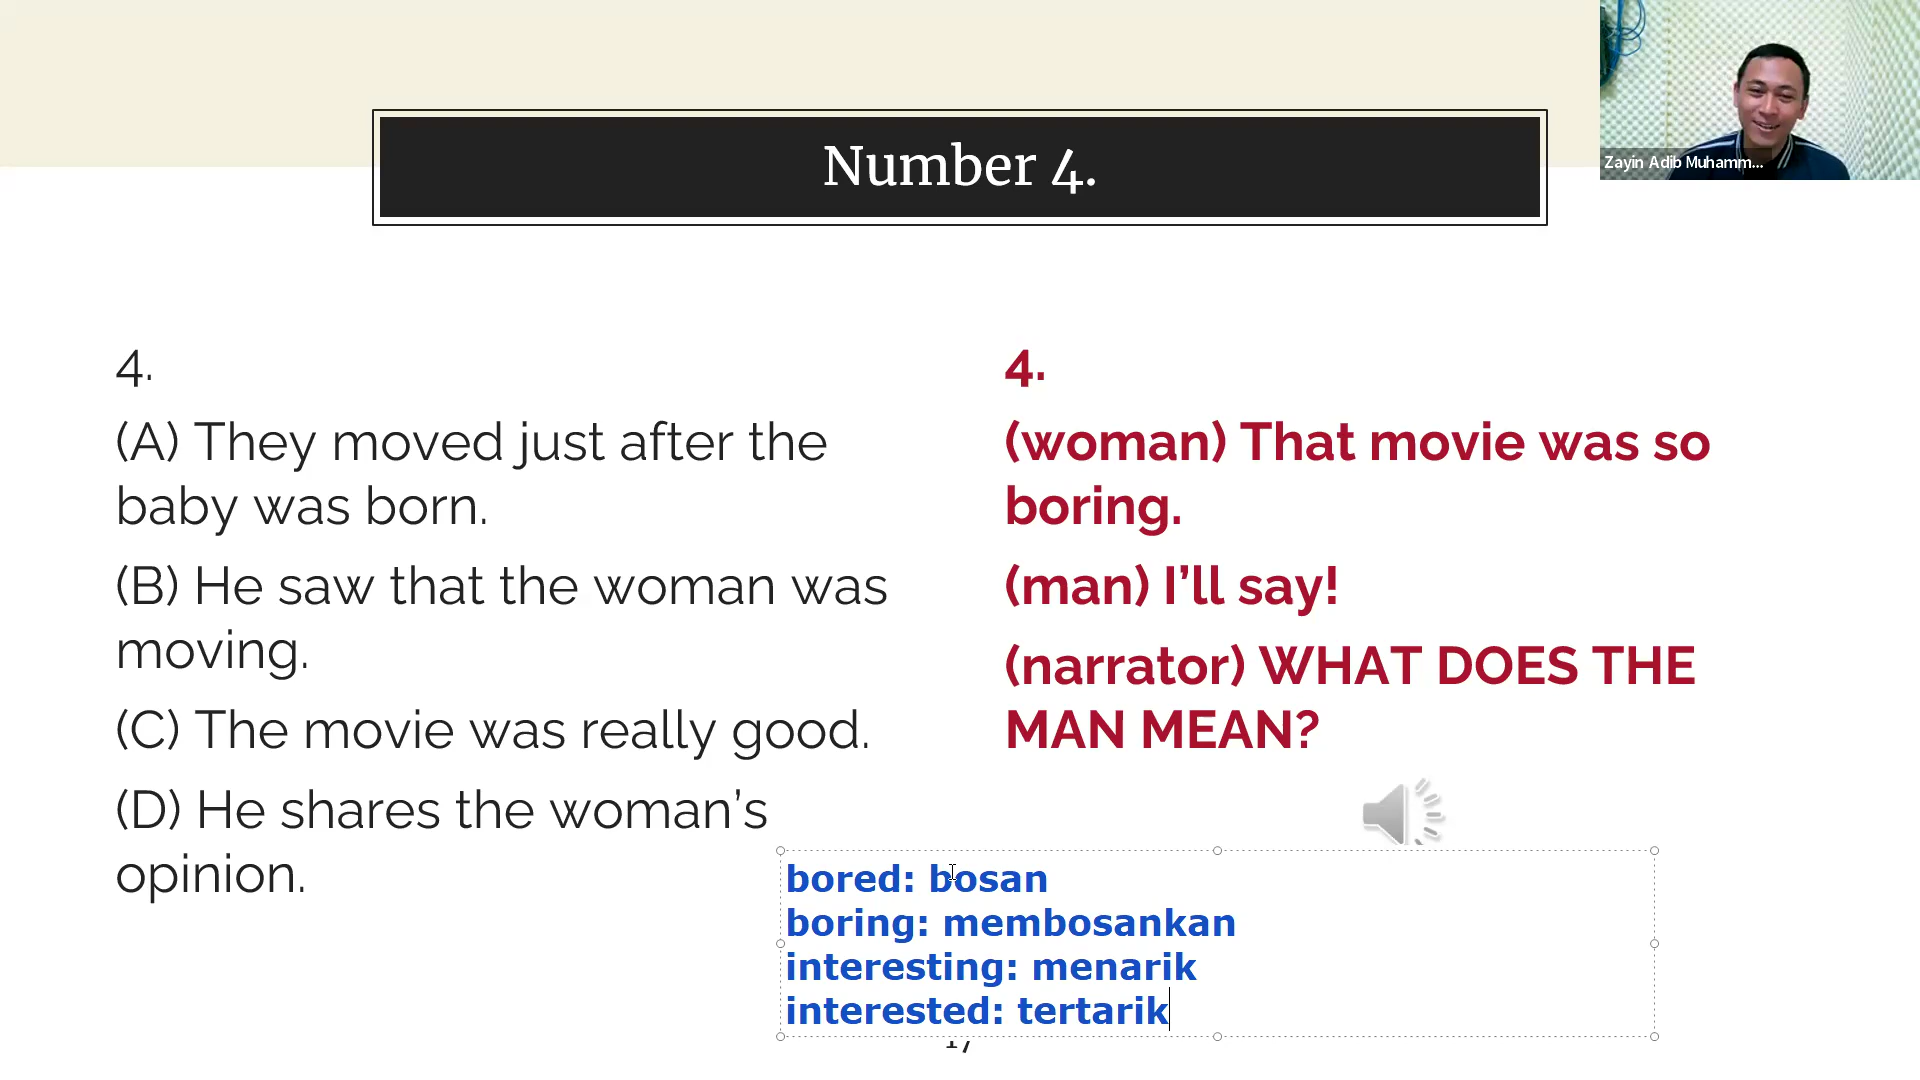 Number 4.
Zayin Adib Muhamm...
4.
(A) They moved just after the
baby was born.
(B) He saw that the woman was
moving.
(C) The movie was really good.
(D) He shares the woman's
opinion.
4.
(woman) That movie was so
boring.
(man) I'll say!
(narrator) WHAT DOES THE
MAN MEAN?
bored: bosan
boring: membosankan
interesting: menarik
interested: tertarik
17